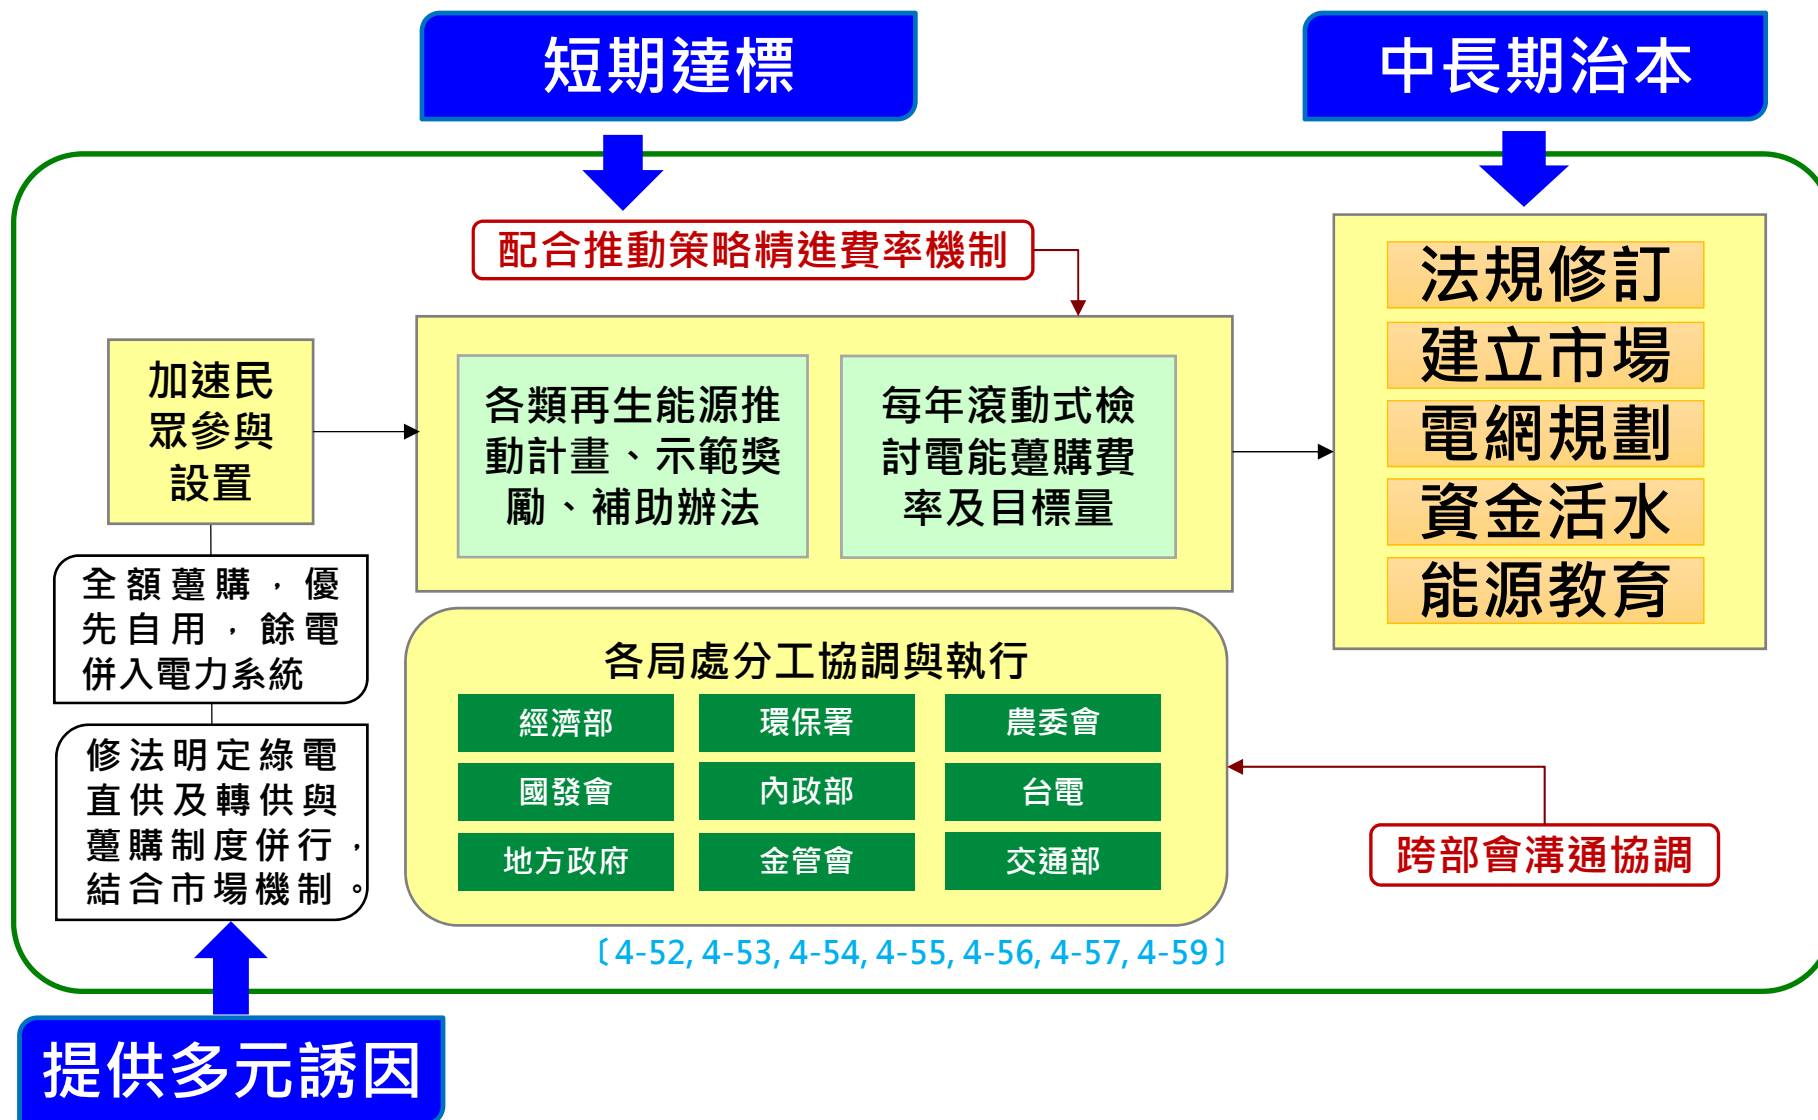 短期達標
中長期治本
配合推動策略精進費率機制
加速民
眾參與
設置
各類再生能源推
動計畫、示範獎
勵、補助辦法
每年滾動式檢
討電能躉購費
率及目標量
法規修訂
建立市場
電網規劃
資金活水
能源教育
全額躉購，優
先自用，餘電
併入電力系統
修法明定綠電
直供及轉供與
躉購制度併行，
結合市場機制。
各局處分工協調與執行
經濟部
環保署
農委會
國發會
內政部
台電
地方政府
金管會
交通部
跨部會溝通協調
〔4-52, 4-53, 4-54, 4-55, 4-56, 4-57, 4-59〕
提供多元誘因